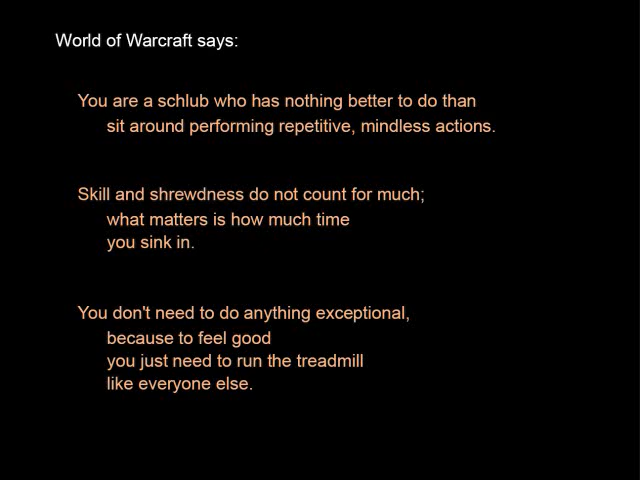 World of Warcraft says:
You are a schlub who has nothing better to do than
sit around performing repetitive, mindless actions.
Skill and shrewdness do not count for much;
what matters is how much time
you sink in.
You don't need to do anything exceptional,
because to feel good
you just need to run the treadmill
like everyone else.